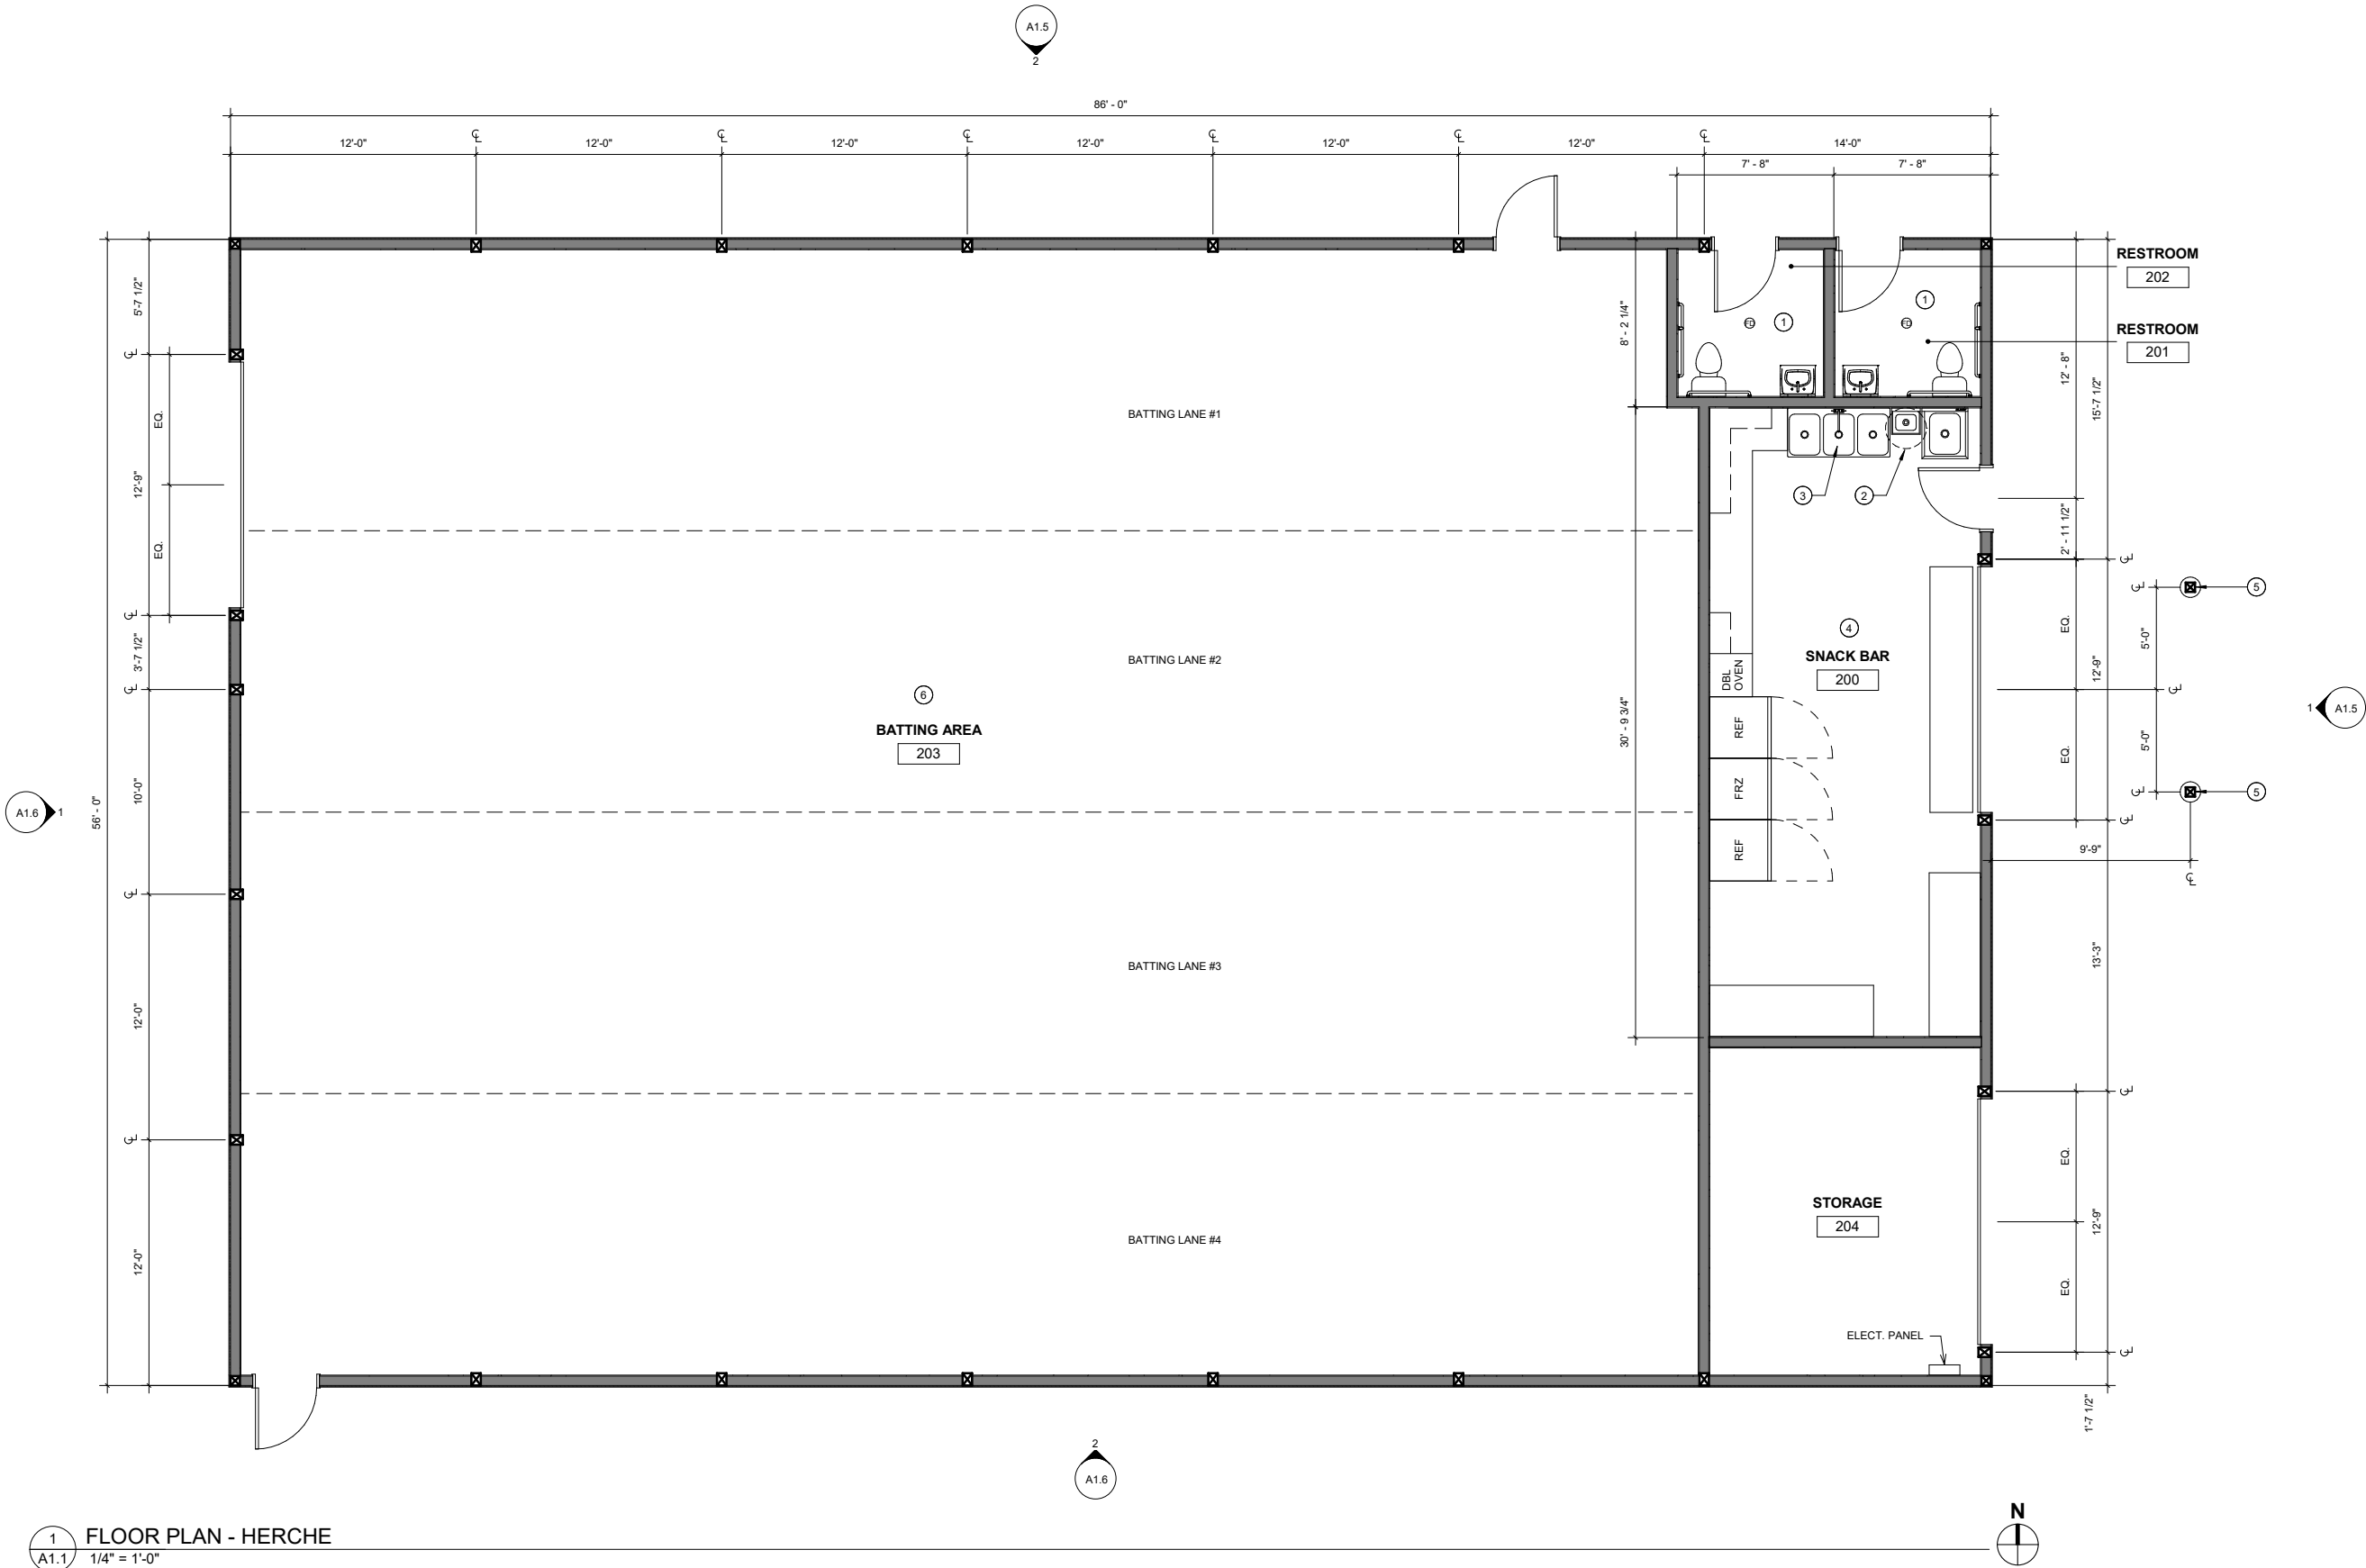 A1.5
2
86' - 0"
℄ ℄ ℄ ℄ ℄ ℄
12'-0" 12'-0" 12'-0" 12'-0" 12'-0" 12'-0" 14'-0"
7' - 8" 7' - 8"
RESTROOM
202
RESTROOM
201
1
1
FD
FD
5'-7 1/2"
℄
EQ.
12'-9"
EQ.
℄
3'-7 1/2"
℄
10'-0"
℄
12'-0"
℄
12'-0"
56' - 0"
A1.6 1
8' - 2 1/4"
30' - 9 3/4"
BATTING LANE #1
BATTING LANE #2
6
BATTING AREA
203
BATTING LANE #3
BATTING LANE #4
3
2
4
SNACK BAR
200
DBL
OVEN
REF
FRZ
REF
STORAGE
204
ELECT. PANEL
12' - 8"
15'-7 1/2"
2' - 11 1/2"
℄
EQ.
12'-9"
EQ.
℄
13'-3"
℄
EQ.
12'-9"
EQ.
℄
1'-7 1/2"
℄
5
5'-0"
℄
5'-0"
℄
5
9'-9"
℄
1 A1.5
2
A1.6
N
1
A1.1
FLOOR PLAN - HERCHE
1/4" = 1'-0"